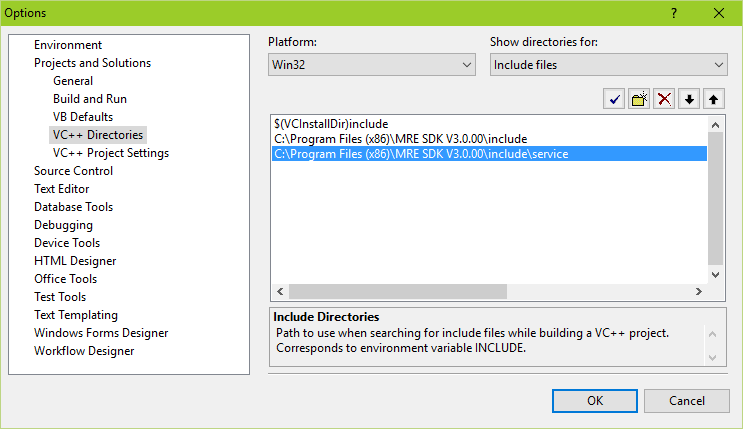 Options
Environment
Projects and Solutions
General
Build and Run
VB Defaults
VC++ Directories
VC++ Project Settings
Source Control
Text Editor
Database Tools
Debugging
Device Tools
HTML Designer
Office Tools
Test Tools
Text Templating
Windows Forms Designer
Workflow Designer
Platform:
Show directories for:
Win32
Include files
$(VCInstallDir)include
C:\Program Files (x86)\MRE SDK V3.0.00\include
C:\Program Files (x86)\MRE SDK V3.0.00\include\service
Include Directories
Path to use when searching for include files while building a VC++ project.
Corresponds to environment variable INCLUDE.
OK
Cancel